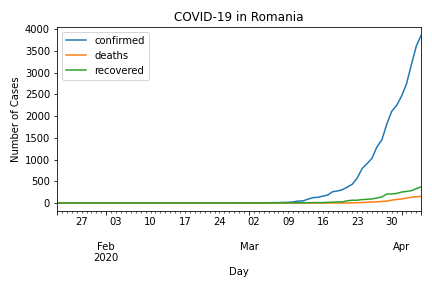 COVID-19 in Romania
4000
3500
3000
2500
2000
1500
1000
500
0
Number of Cases
confirmed
deaths
recovered
27 03 10 17 24 02 09 16 23 30
Feb Mar Apr
2020
Day